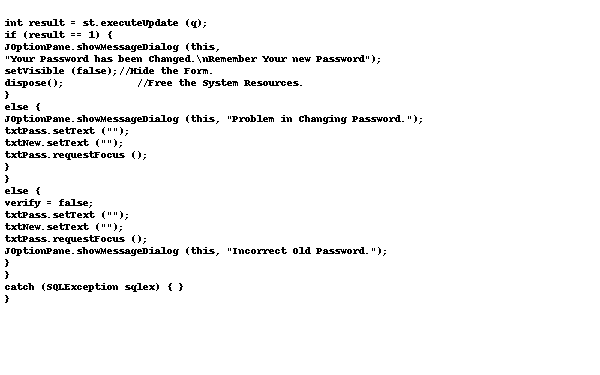 int result = st.executeUpdate (q);
if (result == 1) {
JOptionPane.showMessageDialog (this,
"Your Password has been Changed.\nRemember Your new Password");
setVisible (false);//Hide the Form.
dispose();          //Free the System Resources.
}
else {
JOptionPane.showMessageDialog (this, "Problem in Changing Password.");
txtPass.setText ("");
txtNew.setText ("");
txtPass.requestFocus ();
}
}
else {
verify = false;
txtPass.setText ("");
txtNew.setText ("");
txtPass.requestFocus ();
JOptionPane.showMessageDialog (this, "Incorrect Old Password.");
}
}
catch (SQLException sqlex) { }
}